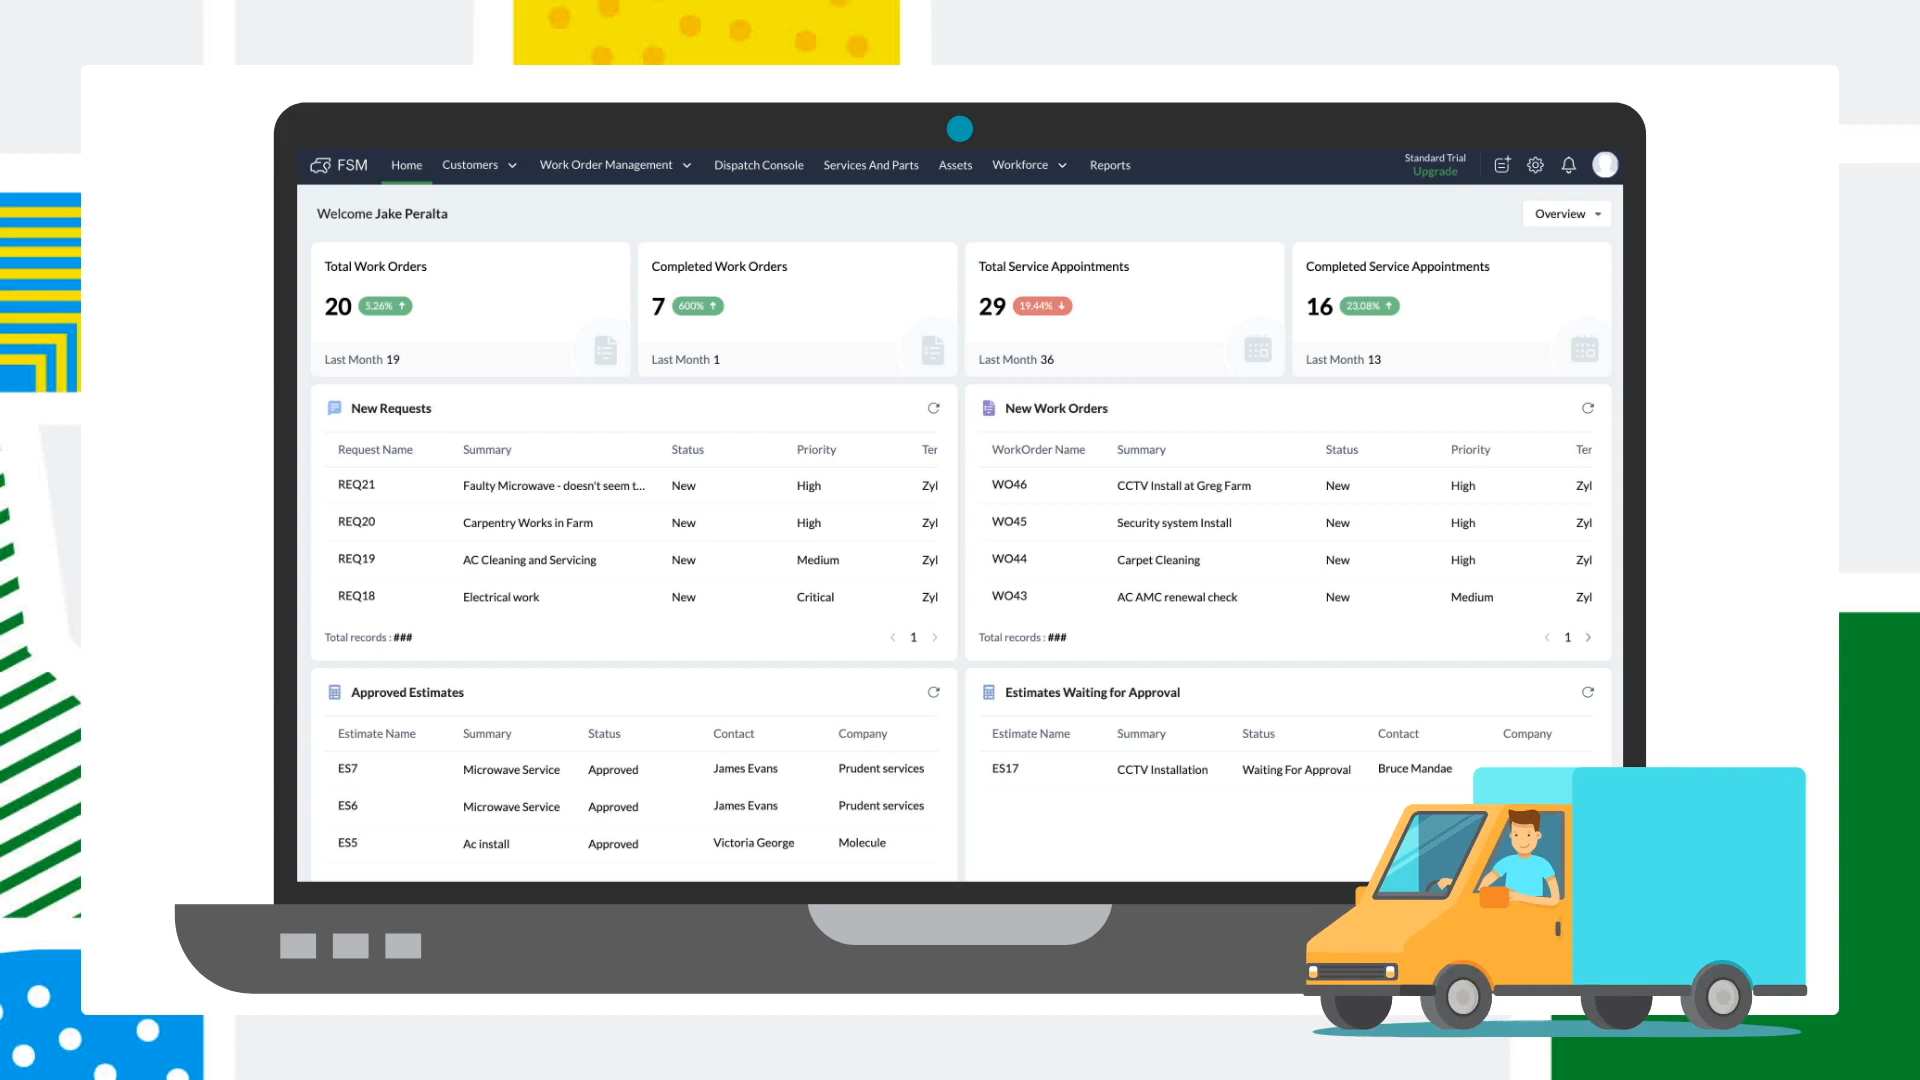 FSM Home Customers Work Order Management Dispatch Console Services And Parts Assets Workforce Reports Standard Trial
Upgrade
Welcome Jake Peralta Overview
Total Work Orders Completed Work Orders Total Service Appointments Completed Service Appointments
20 5.26% ↑ 7 600% ↑ 29 19.44% ↓ 16 23.08% ↑
Last Month 19 Last Month 1 Last Month 36 Last Month 13
New Requests
Request Name Summary Status Priority Ter
REQ21 Faulty Microwave - doesn't seem t... New High Zyl
REQ20 Carpentry Works in Farm New High Zyl
REQ19 AC Cleaning and Servicing New Medium Zyl
REQ18 Electrical work New Critical Zyl
Total records : ### 1
New Work Orders
WorkOrder Name Summary Status Priority Ter
WO46 CCTV Install at Greg Farm New High Zyl
WO45 Security system Install New High Zyl
WO44 Carpet Cleaning New High Zyl
WO43 AC AMC renewal check New Medium Zyl
Total records : ### 1
Approved Estimates
Estimate Name Summary Status Contact Company
ES7 Microwave Service Approved James Evans Prudent services
ES6 Microwave Service Approved James Evans Prudent services
ES5 Ac install Approved Victoria George Molecule
Estimates Waiting for Approval
Estimate Name Summary Status Contact Company
ES17 CCTV Installation Waiting For Approval Bruce Mandae